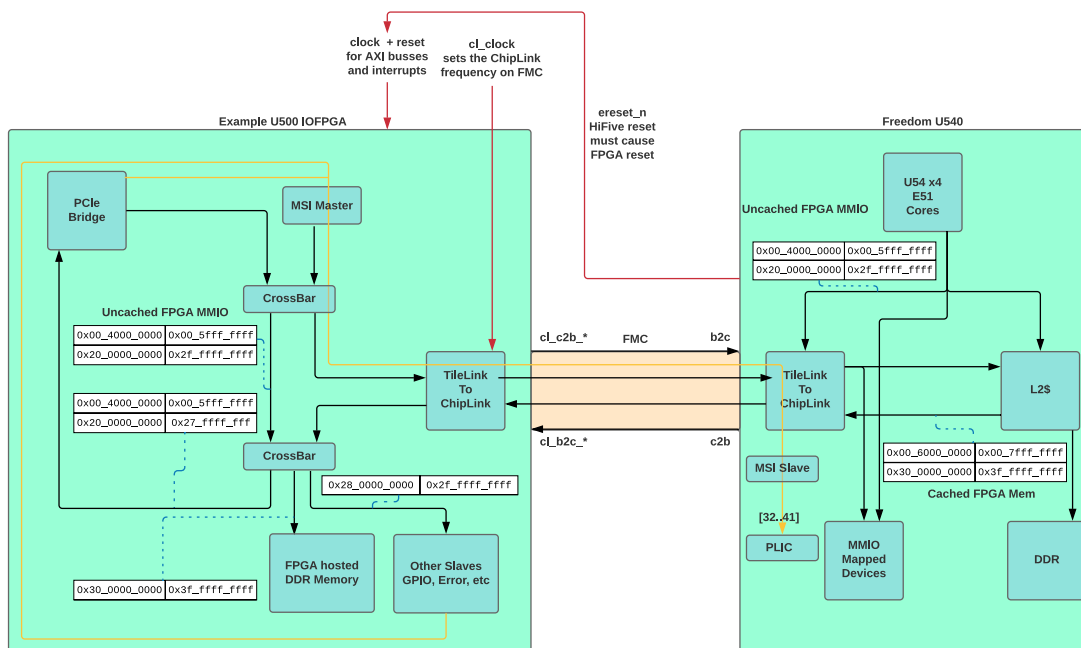 clock + reset
for AXI busses
and interrupts
cl_clock
sets the ChipLink
frequency on FMC
ereset_n
HiFive reset
must cause
FPGA reset
Example U500 IOFPGA
PCIe
Bridge
MSI Master
CrossBar
Uncached FPGA MMIO
0x00_4000_0000 0x00_5fff_ffff
0x20_0000_0000 0x2f_ffff_ffff
0x00_4000_0000 0x00_5fff_ffff
0x20_0000_0000 0x27_ffff_fff
TileLink
To
ChipLink
CrossBar
0x28_0000_0000 0x2f_ffff_ffff
FPGA hosted
DDR Memory
Other Slaves
GPIO, Error, etc
0x30_0000_0000 0x3f_ffff_ffff
cl_c2b_* FMC b2c
cl_b2c_* c2b
Freedom U540
U54 x4
E51
Cores
Uncached FPGA MMIO
0x00_4000_0000 0x00_5fff_ffff
0x20_0000_0000 0x2f_ffff_ffff
TileLink
To
ChipLink
L2$
0x00_6000_0000 0x00_7fff_ffff
0x30_0000_0000 0x3f_ffff_ffff
Cached FPGA Mem
MSI Slave
[32..41]
PLIC
MMIO
Mapped
Devices
DDR